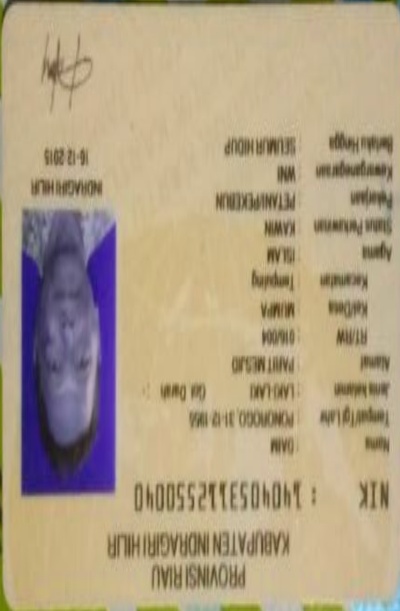 PROVINSI RIAU
KABUPATEN INDRAGIRI HILIR
NIK : 1404053112550040
Nama : DAIM
Tempat/Tgl Lahir : PONOROGO, 31-12-1955
Jenis kelamin : LAKI-LAKI Gol. Darah : -
Alamat : PARIT MESJID
RT/RW : 016/004
Kel/Desa : MUMPA
Kecamatan : Tempuling
Agama : ISLAM
Status Perkawinan : KAWIN
Pekerjaan : PETANI/PEKEBUN
Kewarganegaraan : WNI
Berlaku Hingga : SEUMUR HIDUP
INDRAGIRI HILIR
16-12-2015